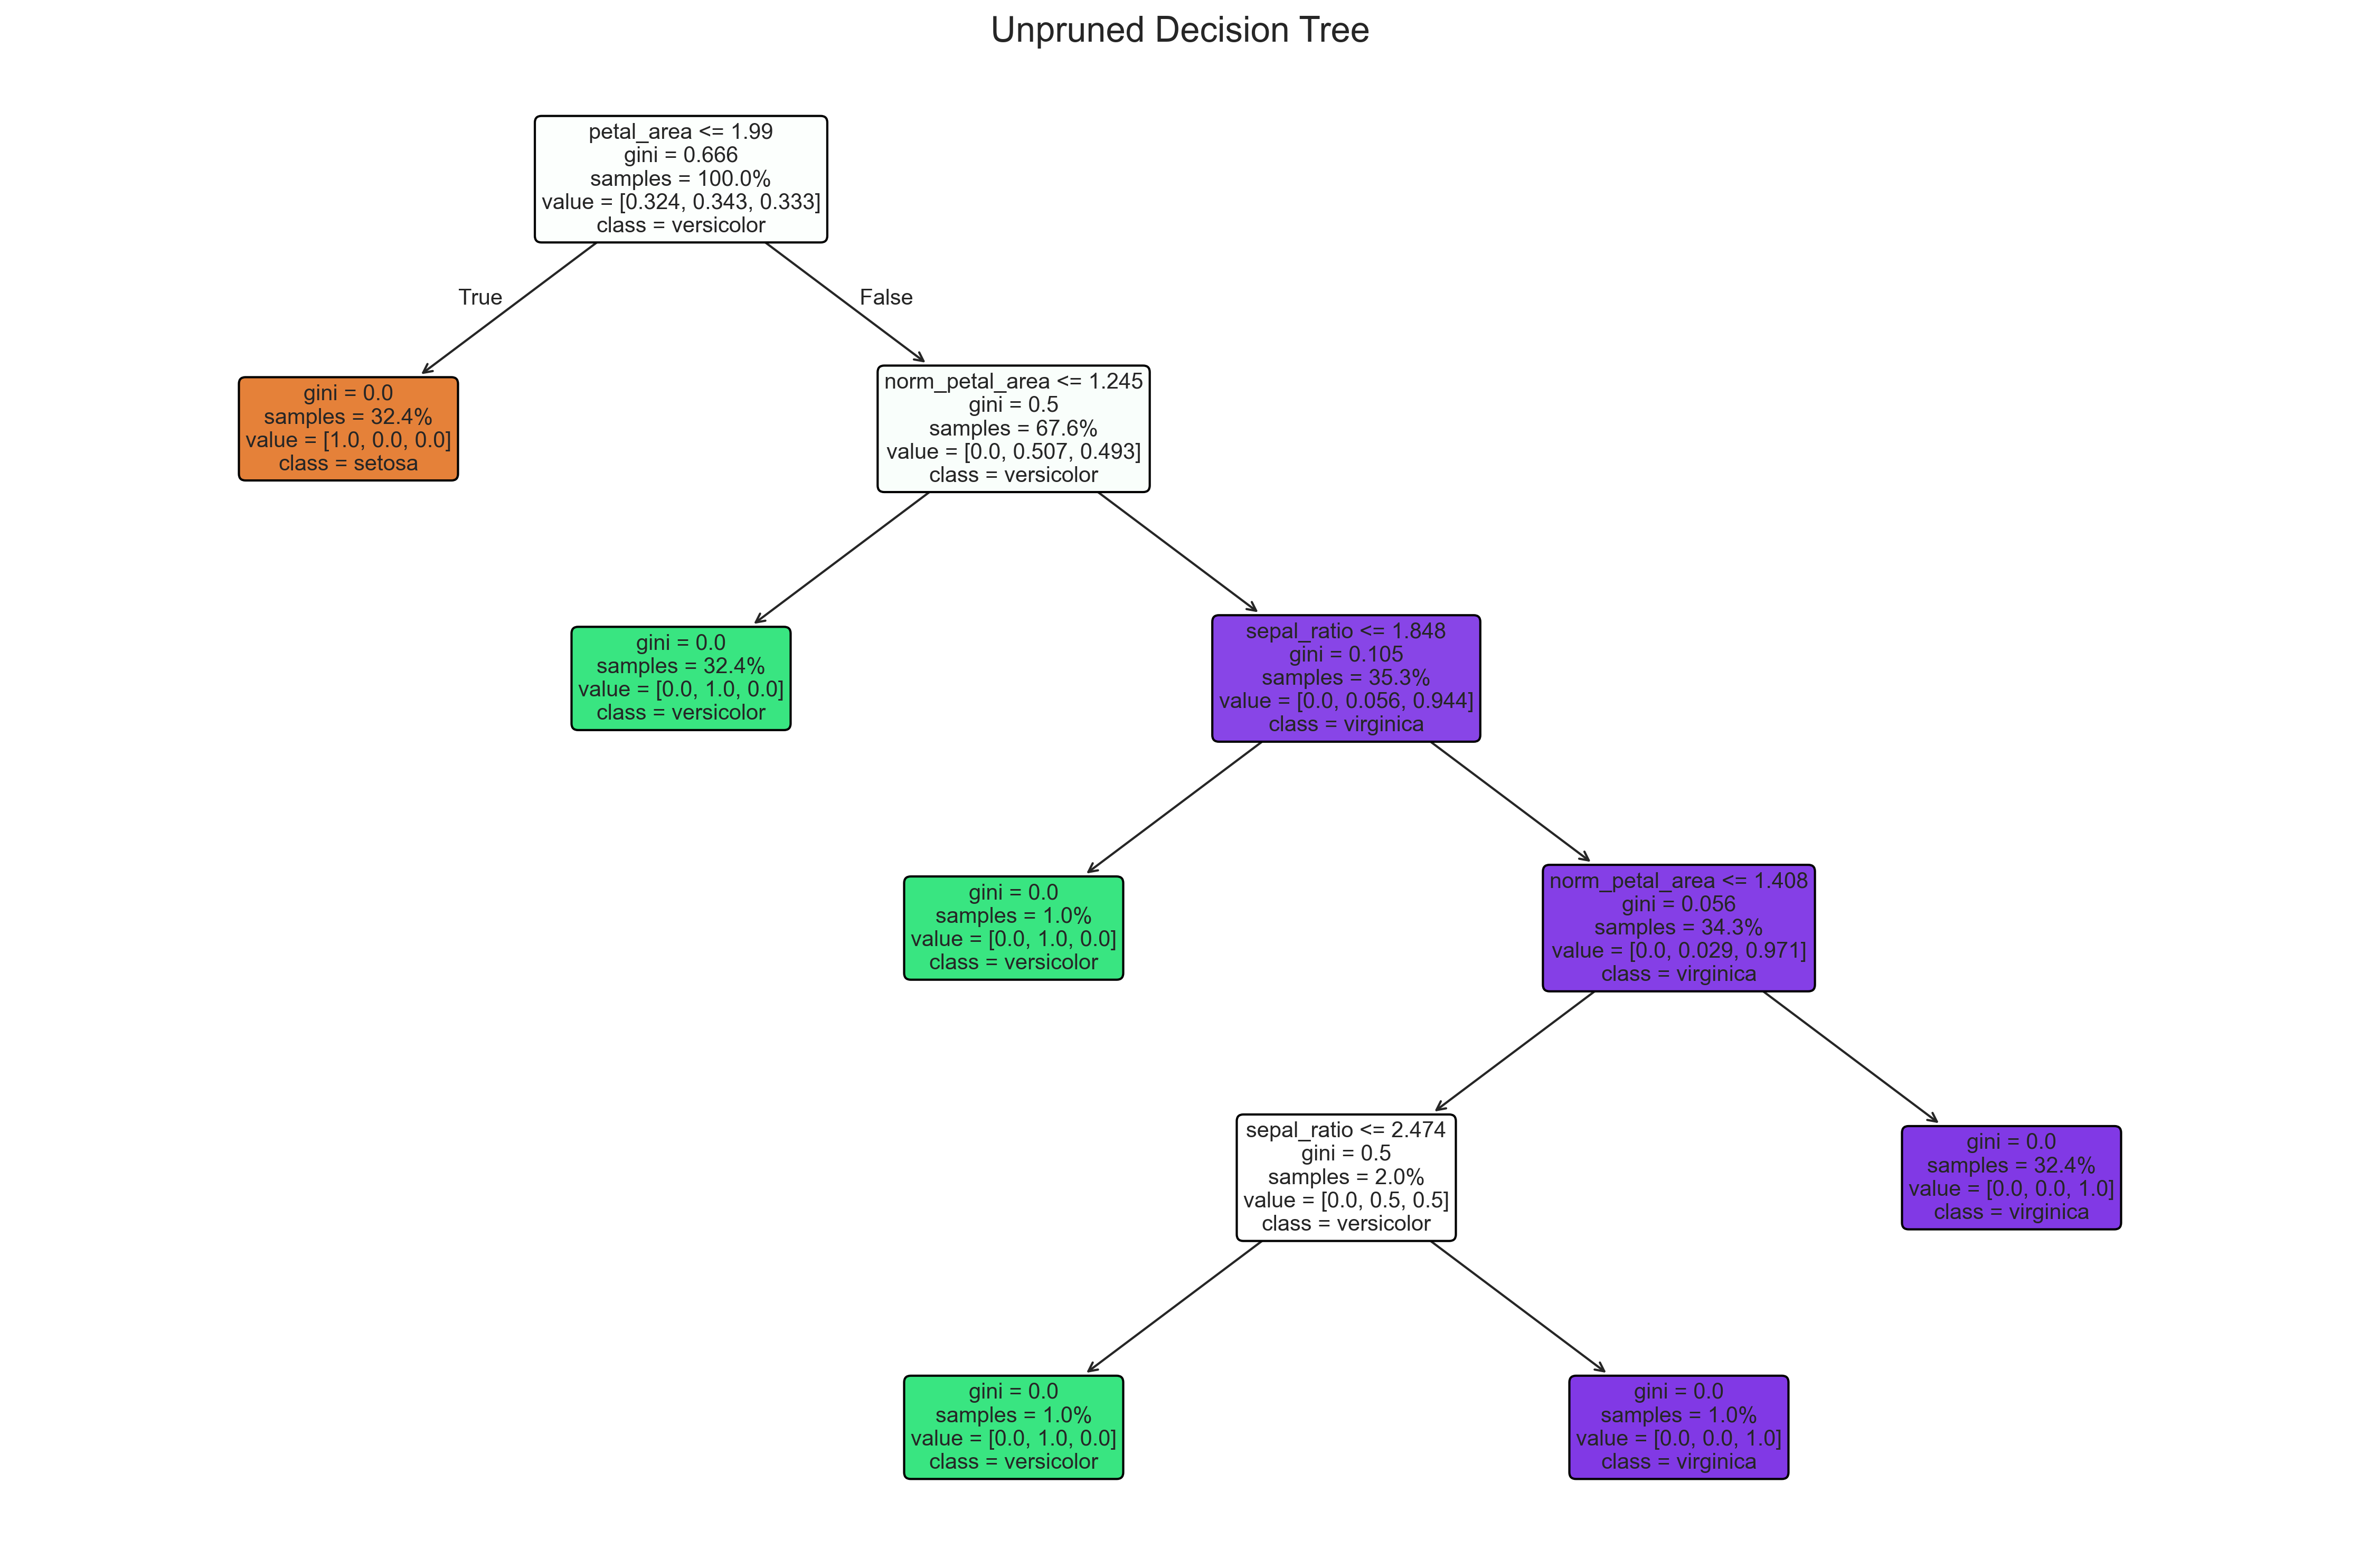 Unpruned Decision Tree
petal_area <= 1.99
gini = 0.666
samples = 100.0%
value = [0.324, 0.343, 0.333]
class = versicolor
True
False
gini = 0.0
samples = 32.4%
value = [1.0, 0.0, 0.0]
class = setosa
norm_petal_area <= 1.245
gini = 0.5
samples = 67.6%
value = [0.0, 0.507, 0.493]
class = versicolor
gini = 0.0
samples = 32.4%
value = [0.0, 1.0, 0.0]
class = versicolor
sepal_ratio <= 1.848
gini = 0.105
samples = 35.3%
value = [0.0, 0.056, 0.944]
class = virginica
gini = 0.0
samples = 1.0%
value = [0.0, 1.0, 0.0]
class = versicolor
norm_petal_area <= 1.408
gini = 0.056
samples = 34.3%
value = [0.0, 0.029, 0.971]
class = virginica
sepal_ratio <= 2.474
gini = 0.5
samples = 2.0%
value = [0.0, 0.5, 0.5]
class = versicolor
gini = 0.0
samples = 32.4%
value = [0.0, 0.0, 1.0]
class = virginica
gini = 0.0
samples = 1.0%
value = [0.0, 1.0, 0.0]
class = versicolor
gini = 0.0
samples = 1.0%
value = [0.0, 0.0, 1.0]
class = virginica